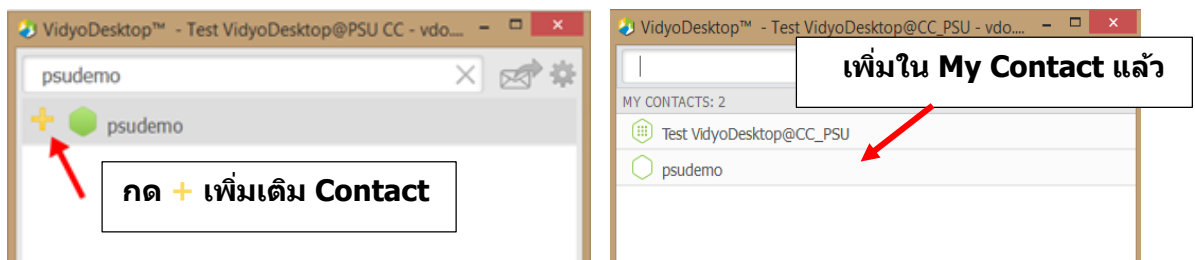 VidyoDesktop™ - Test VidyoDesktop@PSU CC - vdo....
psudemo
psudemo
กด + เพิ่มเติม Contact
VidyoDesktop™ - Test VidyoDesktop@CC_PSU - vdo....
เพิ่มใน My Contact แล้ว
MY CONTACTS: 2
Test VidyoDesktop@CC_PSU
psudemo